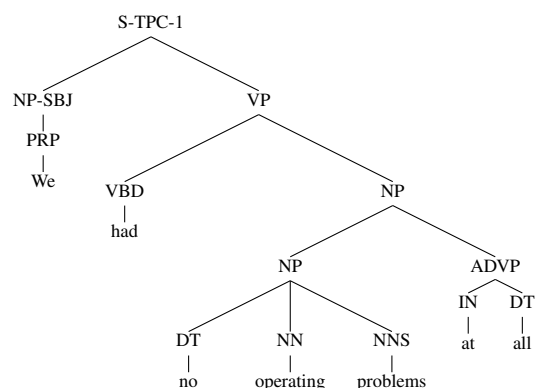 S-TPC-1
NP-SBJ VP
PRP
We VBD NP
had
NP ADVP
IN DT
DT NN NNS at all
no operating problems